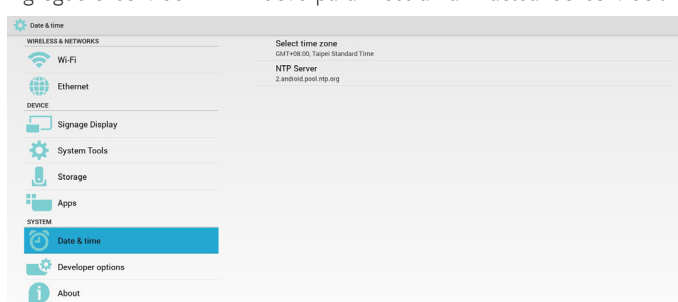 Date & time
WIRELESS & NETWORKS
Wi-Fi
Ethernet
DEVICE
Signage Display
System Tools
Storage
Apps
SYSTEM
Date & time
Developer options
About
Select time zone
GMT+08:00, Taipei Standard Time
NTP Server
2.android.pool.ntp.org